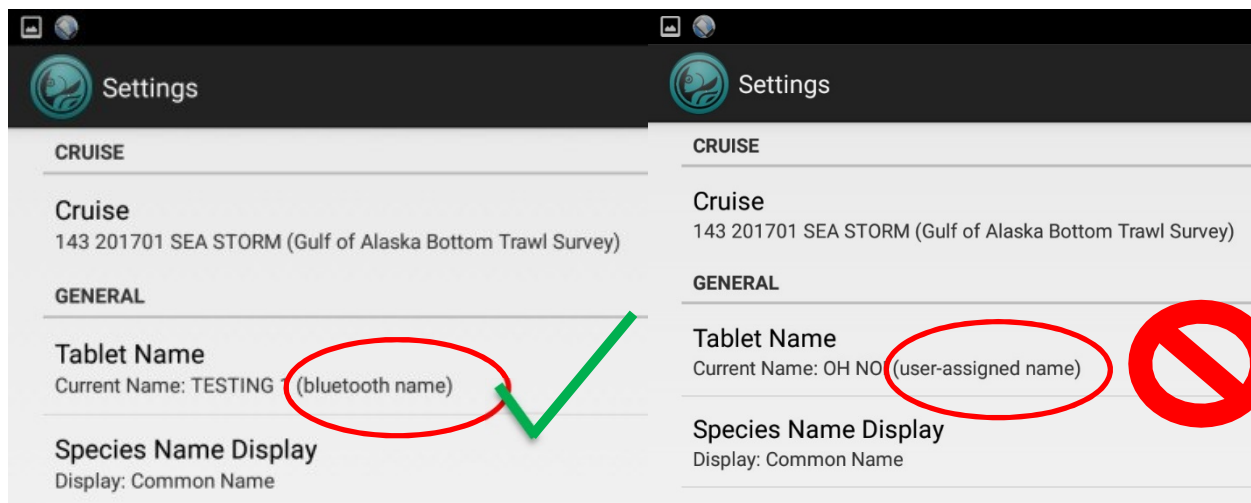 Settings
CRUISE
Cruise
143 201701 SEA STORM (Gulf of Alaska Bottom Trawl Survey)
GENERAL
Tablet Name
Current Name: TESTING 1 (bluetooth name)
Species Name Display
Display: Common Name
Settings
CRUISE
Cruise
143 201701 SEA STORM (Gulf of Alaska Bottom Trawl Survey)
GENERAL
Tablet Name
Current Name: OH NO! (user-assigned name)
Species Name Display
Display: Common Name